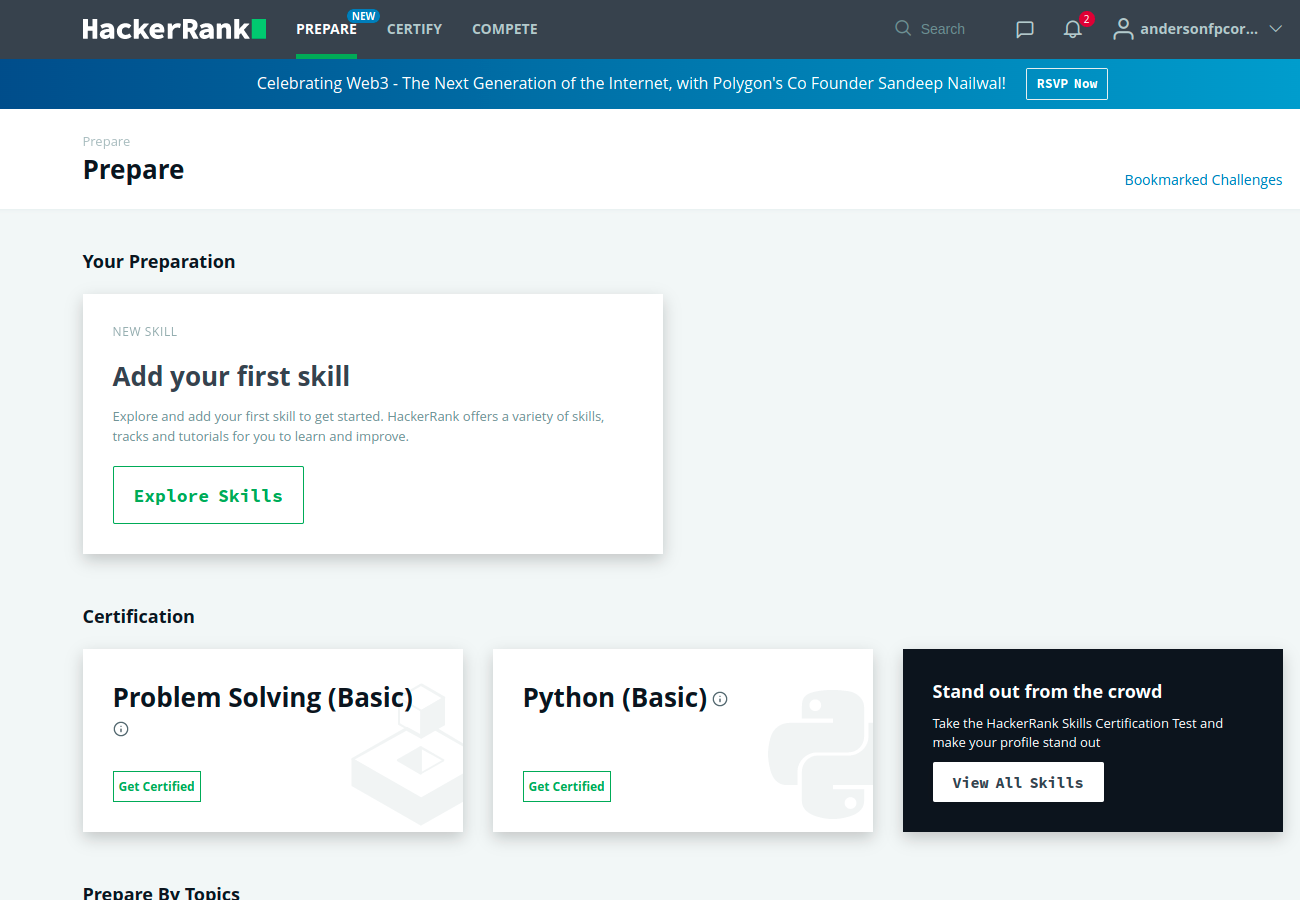 HackerRank
PREPARE
NEW
CERTIFY
COMPETE
Search
2
andersonfpcor...
Celebrating Web3 - The Next Generation of the Internet, with Polygon's Co Founder Sandeep Nailwal!
RSVP Now
Prepare
Prepare
Bookmarked Challenges
Your Preparation
NEW SKILL
Add your first skill
Explore and add your first skill to get started. HackerRank offers a variety of skills,
tracks and tutorials for you to learn and improve.
Explore Skills
Certification
Problem Solving (Basic)
Get Certified
Python (Basic)
Get Certified
Stand out from the crowd
Take the HackerRank Skills Certification Test and
make your profile stand out
View All Skills
Prepare By Topics